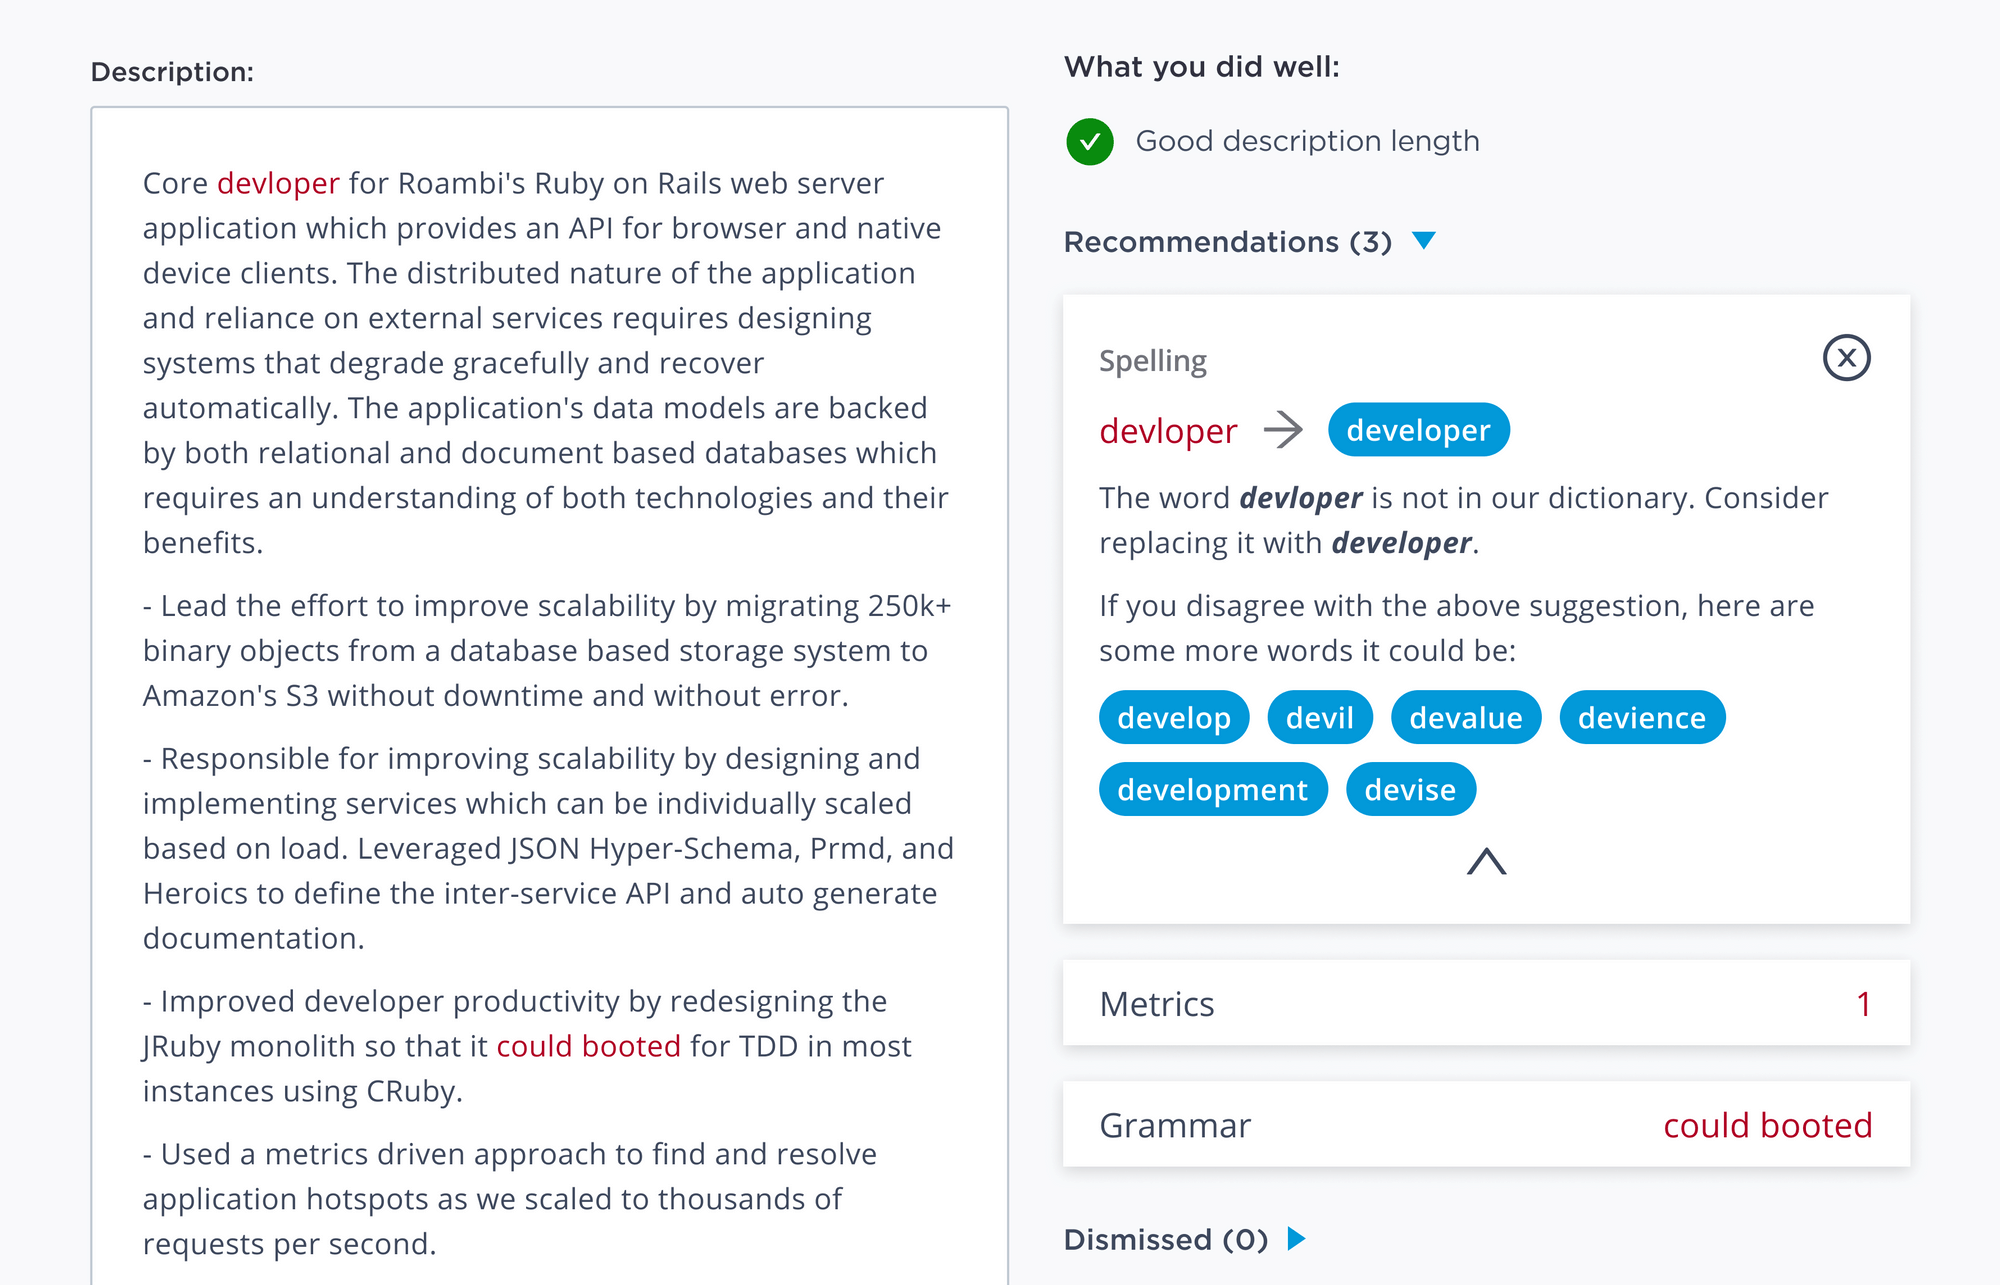 Description:
Core devloper for Roambi's Ruby on Rails web server
application which provides an API for browser and native
device clients. The distributed nature of the application
and reliance on external services requires designing
systems that degrade gracefully and recover
automatically. The application's data models are backed
by both relational and document based databases which
requires an understanding of both technologies and their
benefits.
- Lead the effort to improve scalability by migrating 250k+
binary objects from a database based storage system to
Amazon's S3 without downtime and without error.
- Responsible for improving scalability by designing and
implementing services which can be individually scaled
based on load. Leveraged JSON Hyper-Schema, Prmd, and
Heroics to define the inter-service API and auto generate
documentation.
- Improved developer productivity by redesigning the
JRuby monolith so that it could booted for TDD in most
instances using CRuby.
- Used a metrics driven approach to find and resolve
application hotspots as we scaled to thousands of
requests per second.
What you did well:
Good description length
Recommendations (3)
Spelling
devloper → developer
The word devloper is not in our dictionary. Consider
replacing it with developer.
If you disagree with the above suggestion, here are
some more words it could be:
develop devil devalue devience
development devise
Metrics 1
Grammar could booted
Dismissed (0)